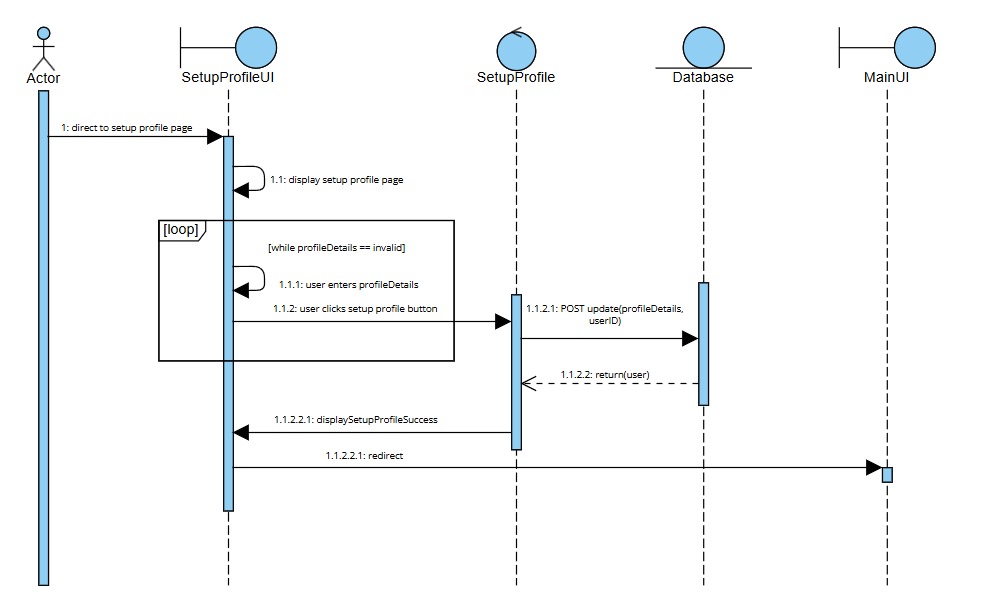 Actor
SetupProfileUI
SetupProfile
Database
MainUI
1: direct to setup profile page
1.1: display setup profile page
[loop]
[while profileDetails == invalid]
1.1.1: user enters profileDetails
1.1.2: user clicks setup profile button
1.1.2.1: POST update(profileDetails,
userID)
1.1.2.2: return(user)
1.1.2.2.1: displaySetupProfileSuccess
1.1.2.2.1: redirect